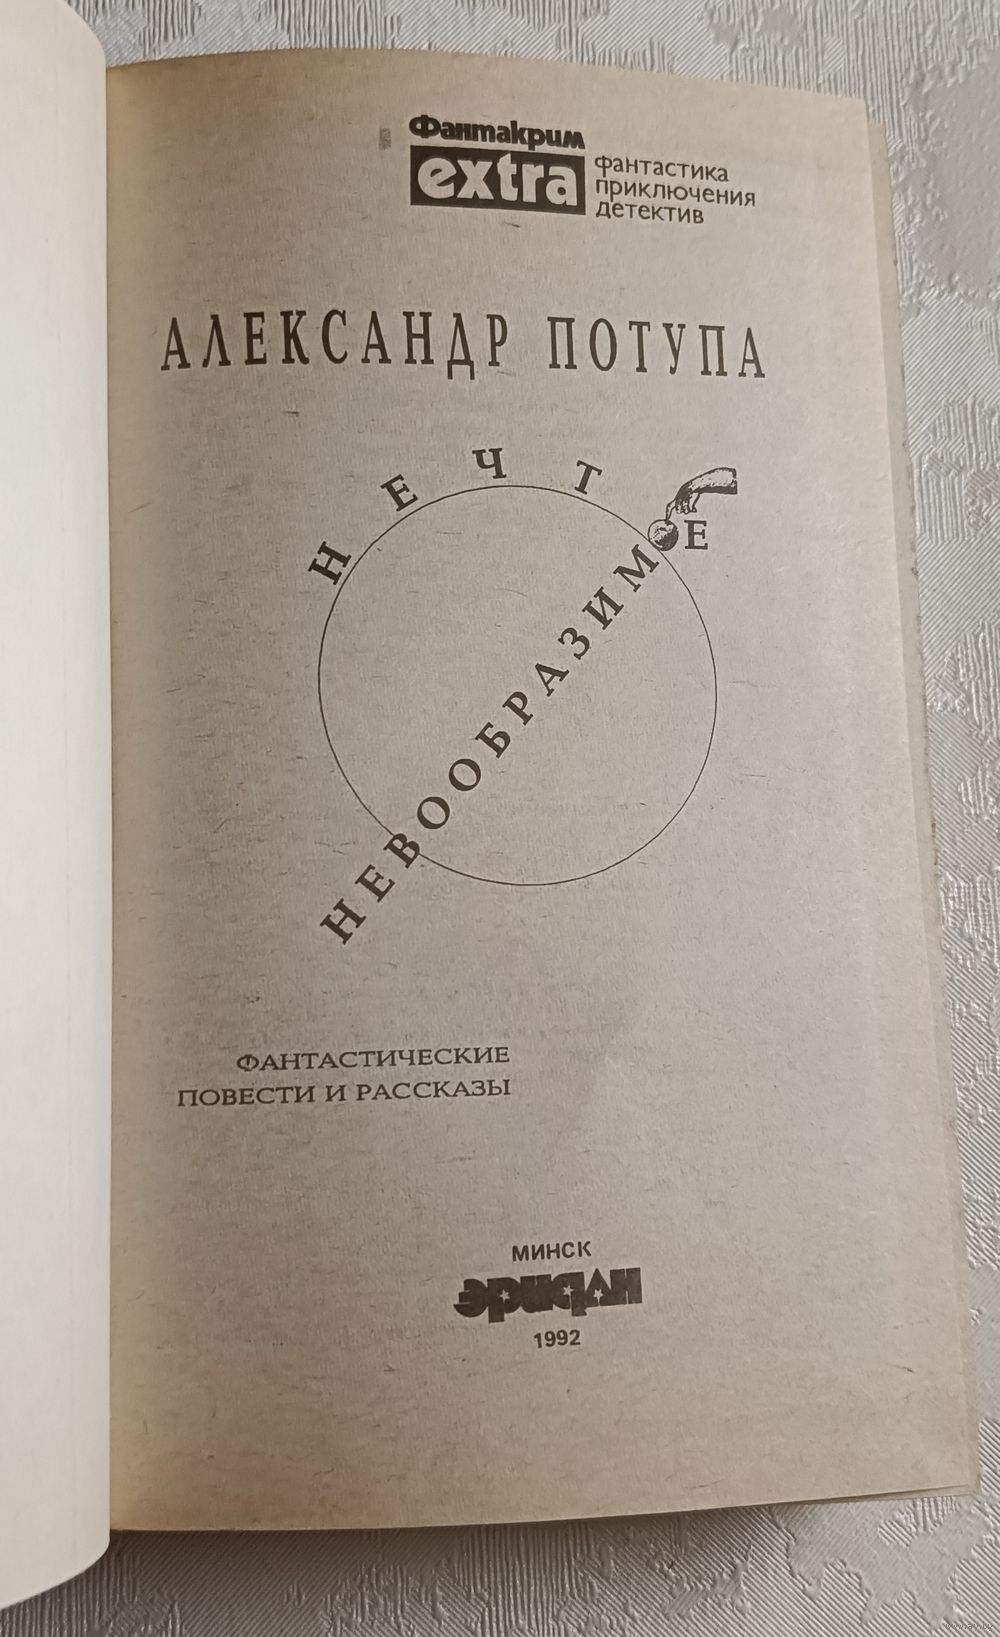 Фантакрим
extra
фантастика
приключения
детектив
АЛЕКСАНДР ПОТУПА
НЕЧТО
НЕВООБРАЗИМОЕ
ФАНТАСТИЧЕСКИЕ
ПОВЕСТИ И РАССКАЗЫ
МИНСК
эридан
1992